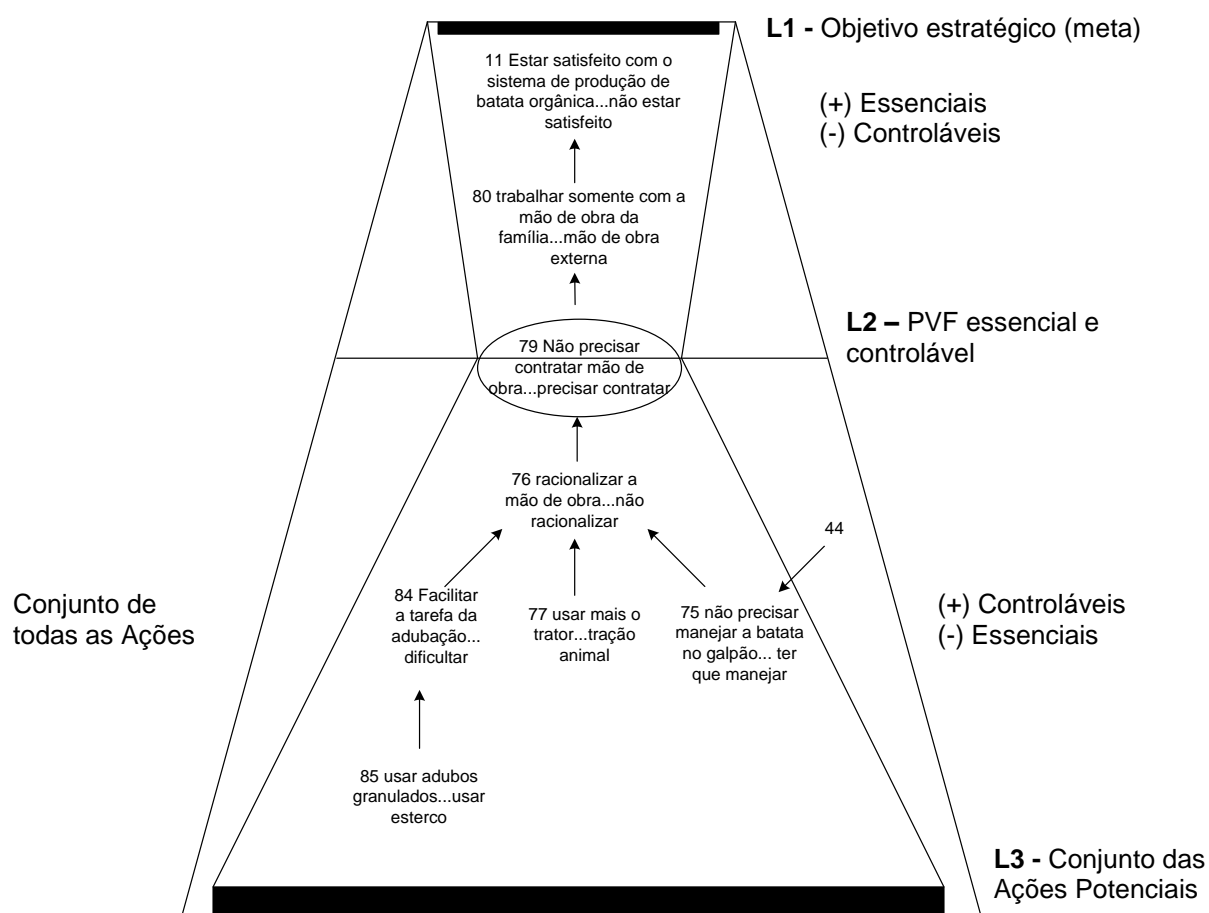 L1 - Objetivo estratégico (meta)
11 Estar satisfeito com o
sistema de produção de
batata orgânica...não estar
satisfeito
(+) Essenciais
(-) Controláveis
80 trabalhar somente com a
mão de obra da
família...mão de obra
externa
L2 – PVF essencial e
controlável
79 Não precisar
contratar mão de
obra...precisar contratar
76 racionalizar a
mão de obra...não
racionalizar
44
Conjunto de
todas as Ações
84 Facilitar
a tarefa da
adubação...
dificultar
77 usar mais o
trator...tração
animal
75 não precisar
manejar a batata
no galpão... ter
que manejar
(+) Controláveis
(-) Essenciais
85 usar adubos
granulados...usar
esterco
L3 - Conjunto das
Ações Potenciais